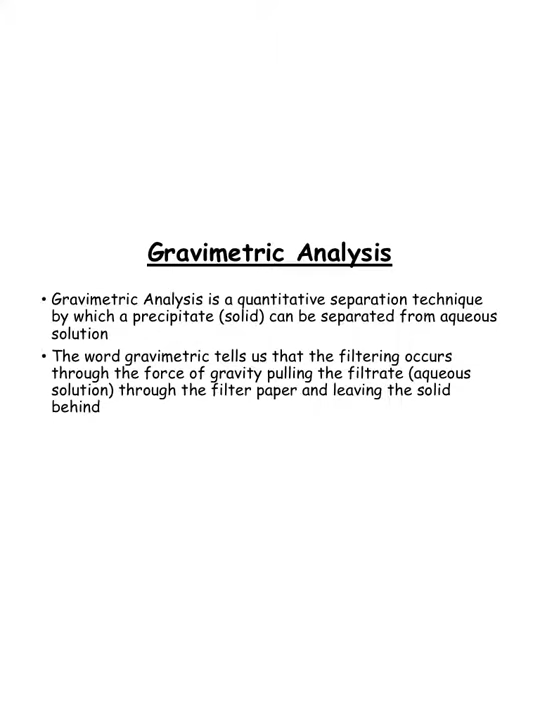 Gravimetric Analysis
• Gravimetric Analysis is a quantitative separation technique
by which a precipitate (solid) can be separated from aqueous
solution
• The word gravimetric tells us that the filtering occurs
through the force of gravity pulling the filtrate (aqueous
solution) through the filter paper and leaving the solid
behind